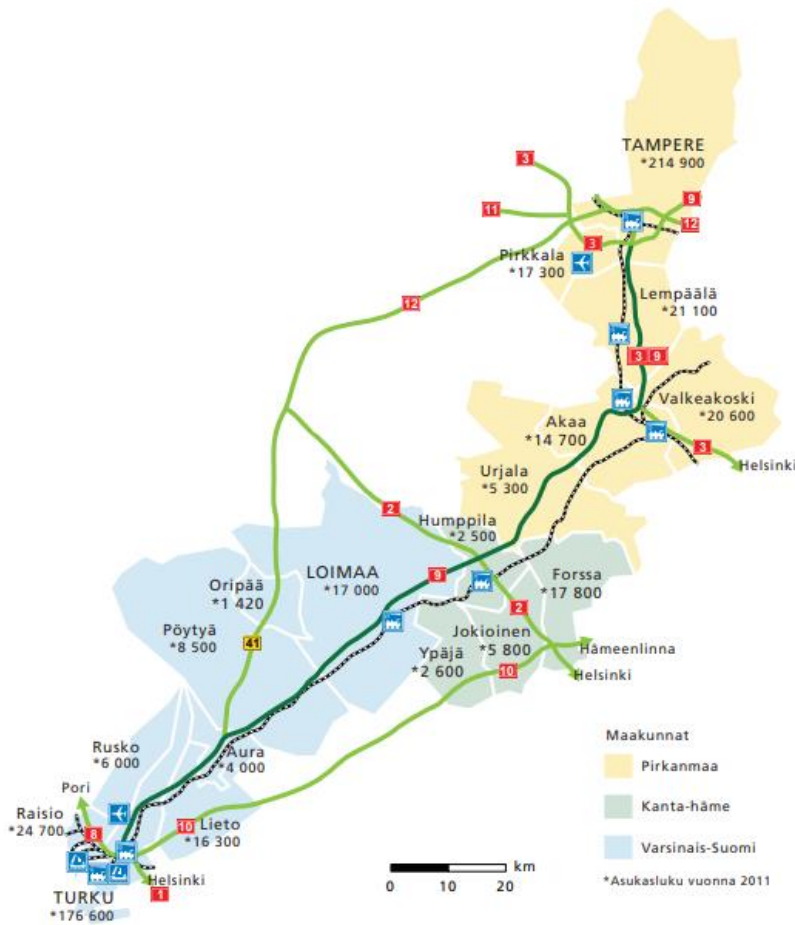 TAMPERE
*214 900
3
11
9
12
3
Pirkkala
*17 300
Lempäälä
*21 100
12
3 9
Valkeakoski
*20 600
Akaa
*14 700
3
Helsinki
Urjala
*5 300
2
Humppila
*2 500
LOIMAA
*17 000
9
Forssa
*17 800
Oripää
*1 420
2
Pöytyä
*8 500
41
Jokioinen
*5 800
Ypäjä
*2 600
10
Hämeenlinna
Helsinki
Rusko
*6 000
Aura
*4 000
Pori
Raisio
*24 700
8
10
Lieto
*16 300
Helsinki
1
TURKU
*176 600
Maakunnat
Pirkanmaa
Kanta-häme
Varsinais-Suomi
*Asukasluku vuonna 2011
km
0 10 20